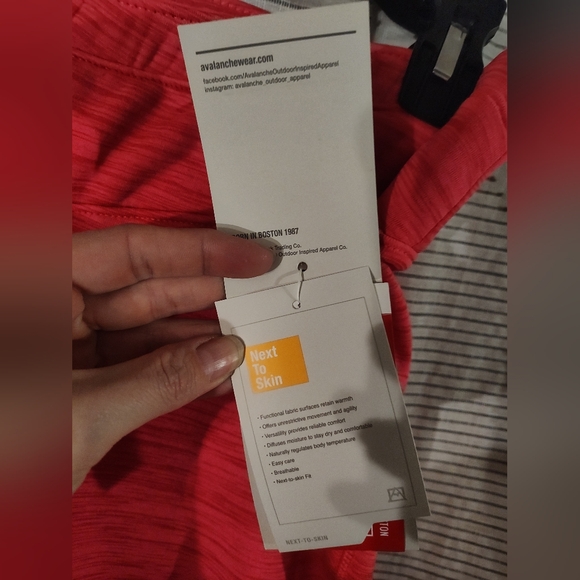 avalanchewear.com
facebook.com/AvalancheOutdoorInspiredApparel
instagram: avalanche_outdoor_apparel
IN BOSTON 1987
Trading Co.
Outdoor Inspired Apparel Co.
Next
To
Skin
• Functional fabric surfaces retain warmth
• Offers unrestrictive movement and agility
• Versatility provides reliable comfort
• Diffuses moisture to stay dry and comfortable
• Naturally regulates body temperature
• Easy care
• Breathable
• Next-to-skin Fit
NEXT-TO-SKIN
TON